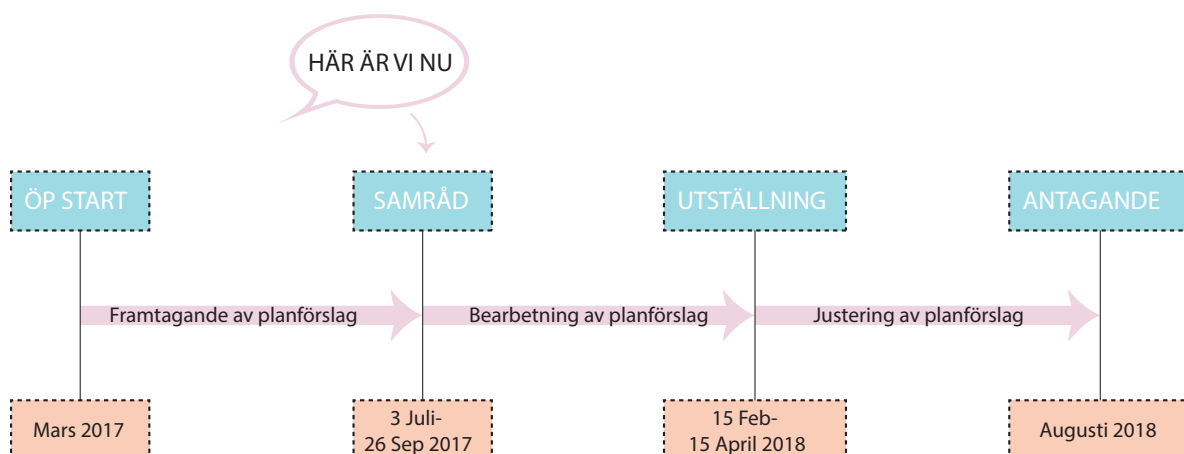 HÄR ÄR VI NU
ÖP START
SAMRÅD
UTSTÄLLNING
ANTAGANDE
Framtagande av planförslag
Bearbetning av planförslag
Justering av planförslag
Mars 2017
3 Juli-
26 Sep 2017
15 Feb-
15 April 2018
Augusti 2018